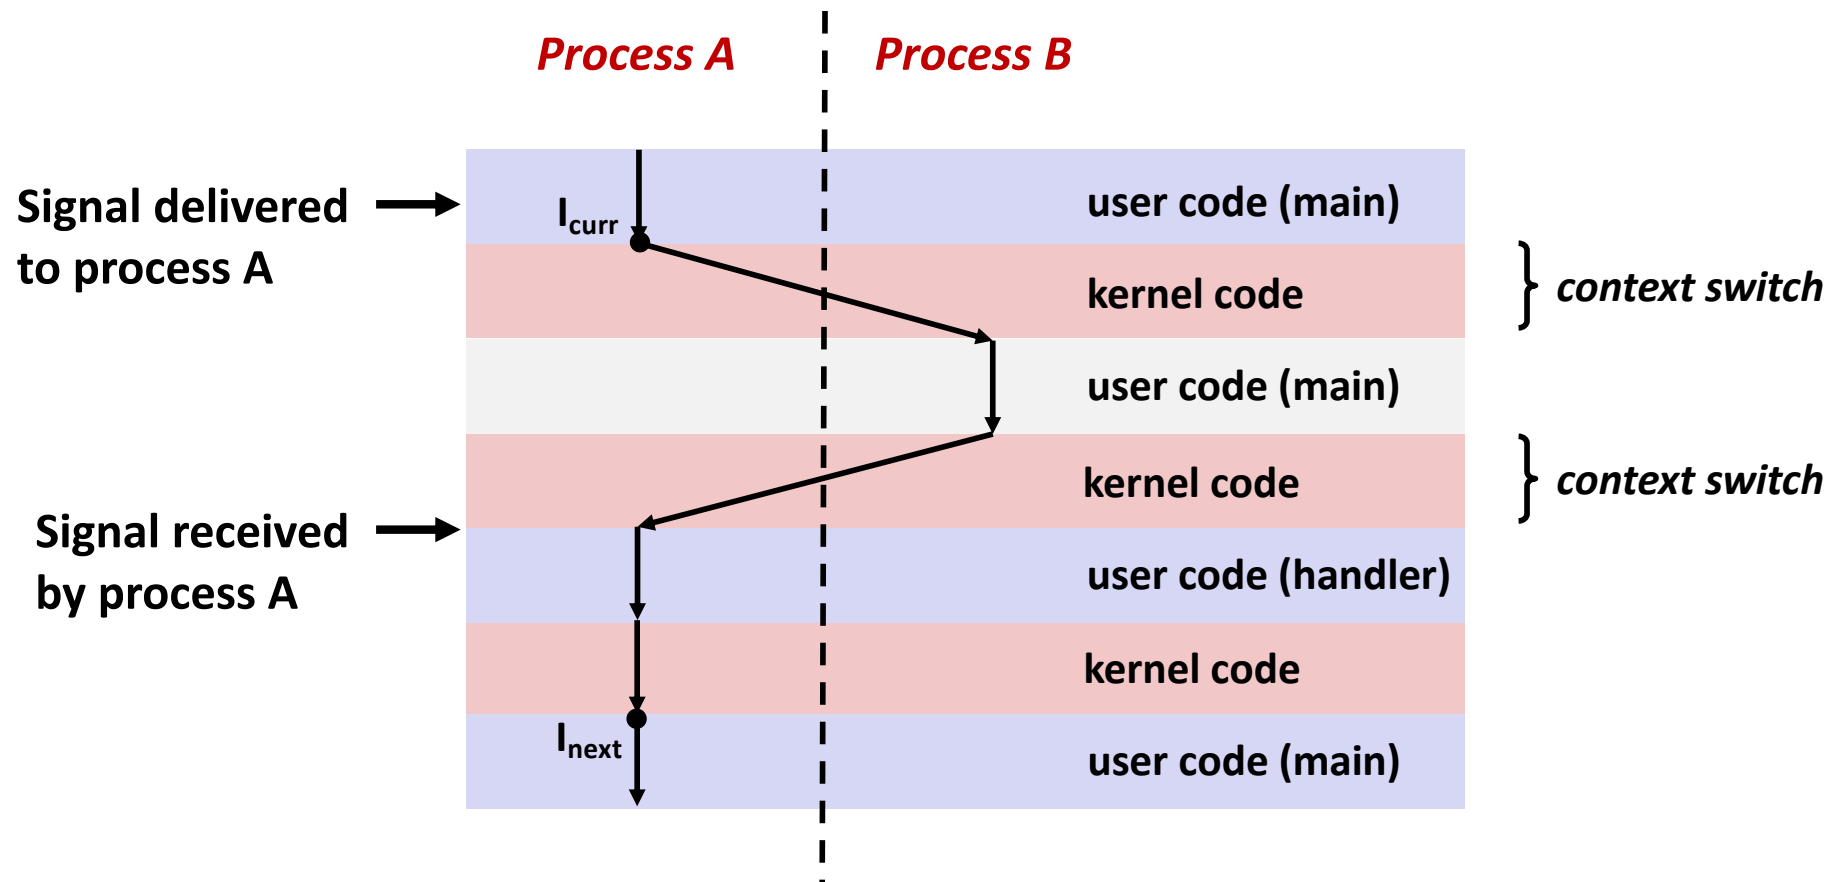 Process A
Process B
Signal delivered
to process A
Icurr
user code (main)
kernel code
context switch
user code (main)
kernel code
context switch
Signal received
by process A
user code (handler)
kernel code
Inext
user code (main)